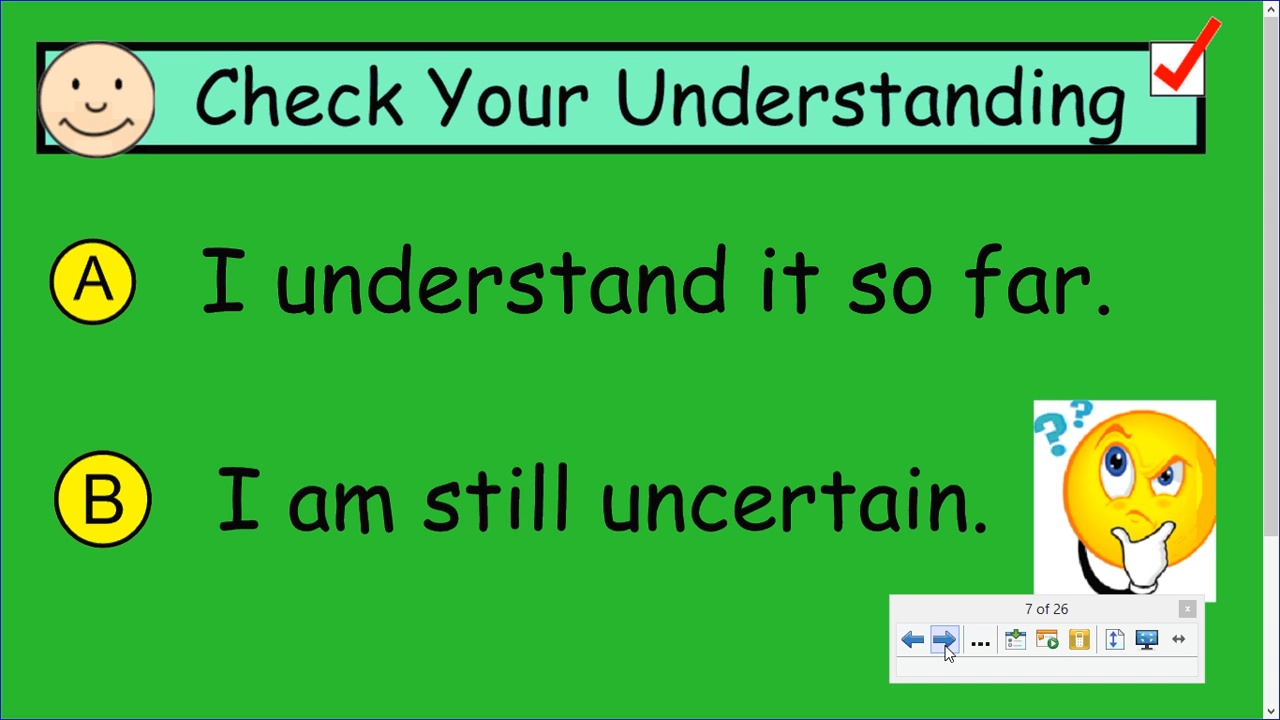 Check Your Understanding
A I understand it so far.
??
B I am still uncertain.
7 of 26
x
...